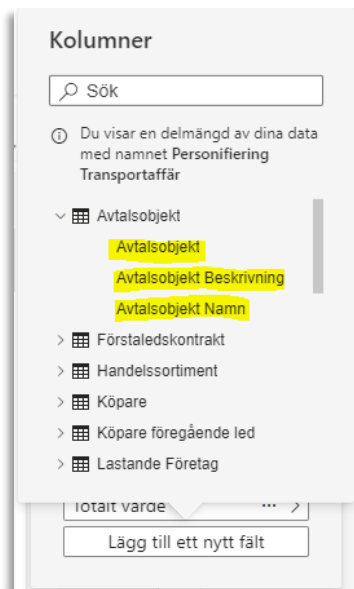 Kolumner
Sök
Du visar en delmängd av dina data
med namnet Personifiering
Transportaffär
Avtalsobjekt
Avtalsobjekt
Avtalsobjekt Beskrivning
Avtalsobjekt Namn
Förstaledskontrakt
Handelssortiment
Köpare
Köpare föregående led
Lastande Företag
Totalt värde
Lägg till ett nytt fält